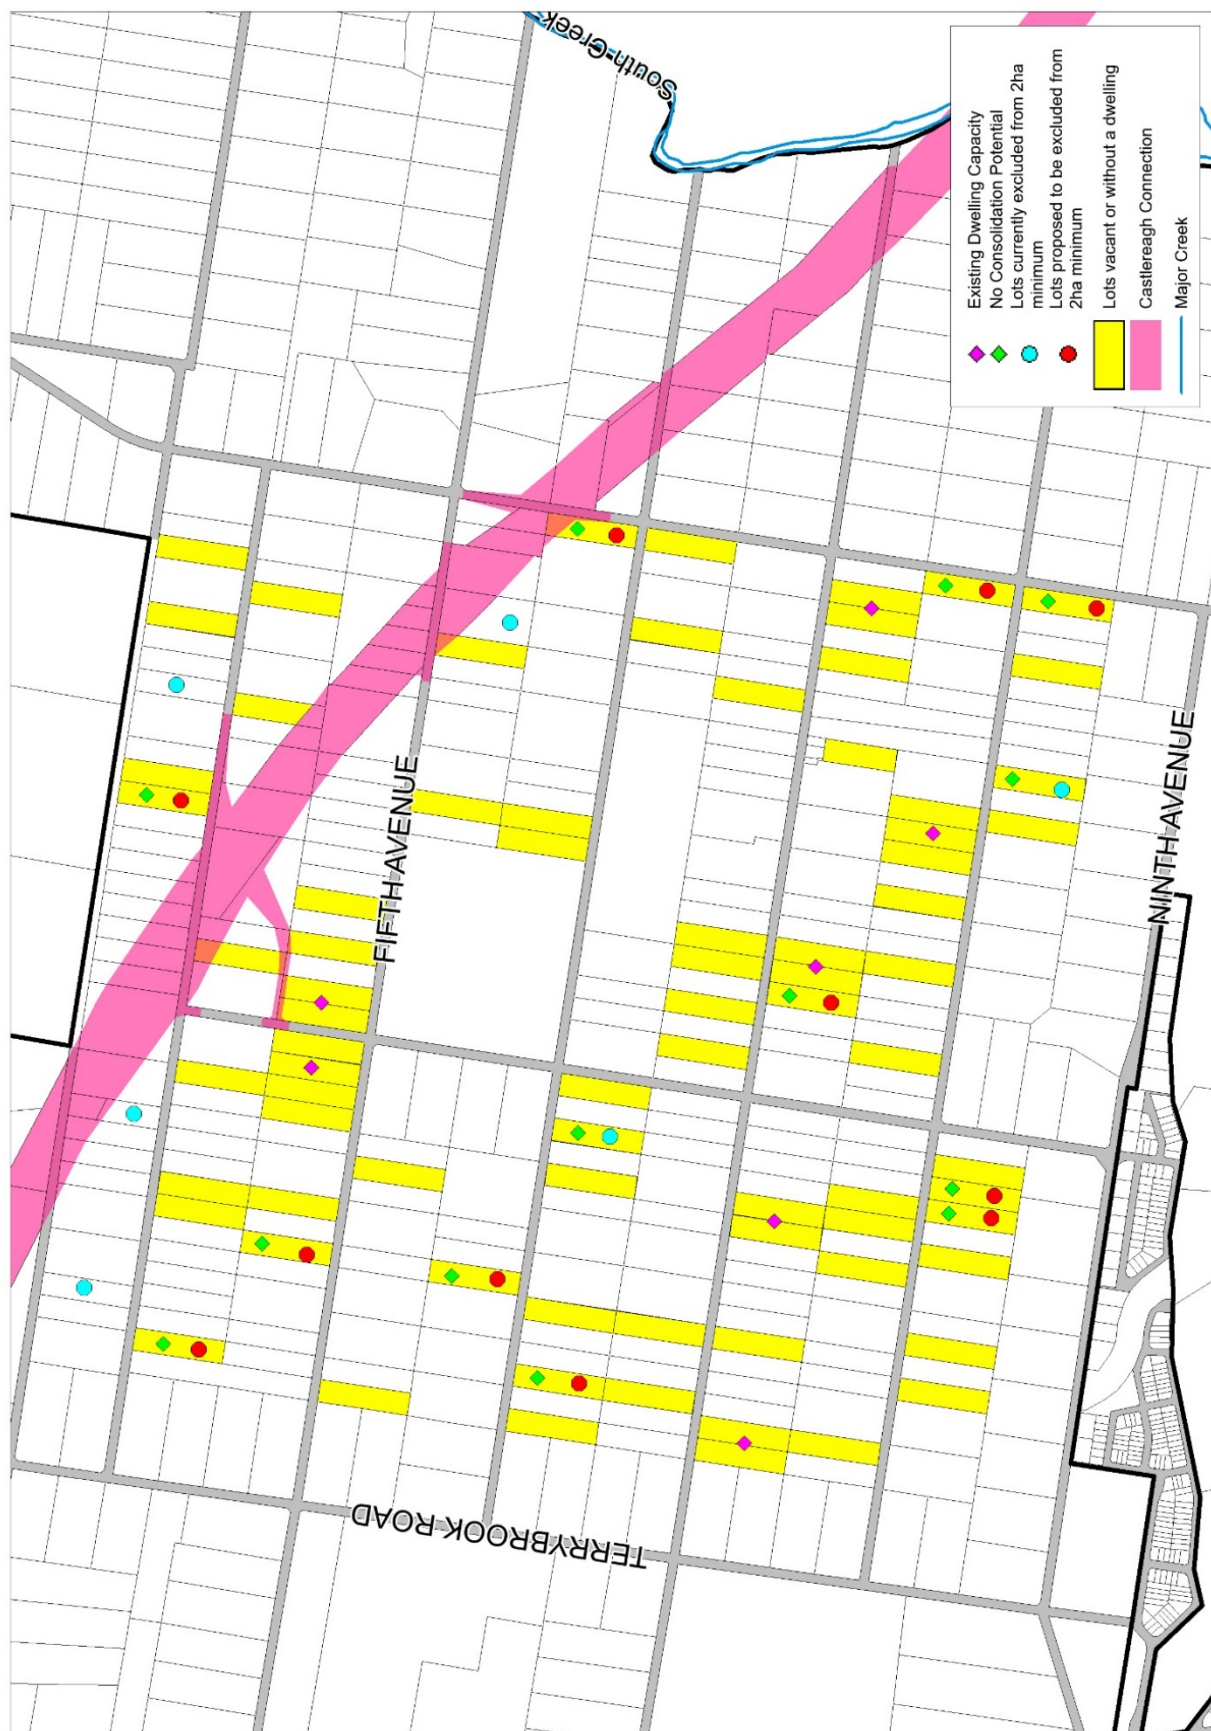 South Creek
FIFTH AVENUE
NINTH AVENUE
TERRYBROOK ROAD
Existing Dwelling Capacity
No Consolidation Potential
Lots currently excluded from 2ha
minimum
Lots proposed to be excluded from
2ha minimum
Lots vacant or without a dwelling
Castlereagh Connection
Major Creek